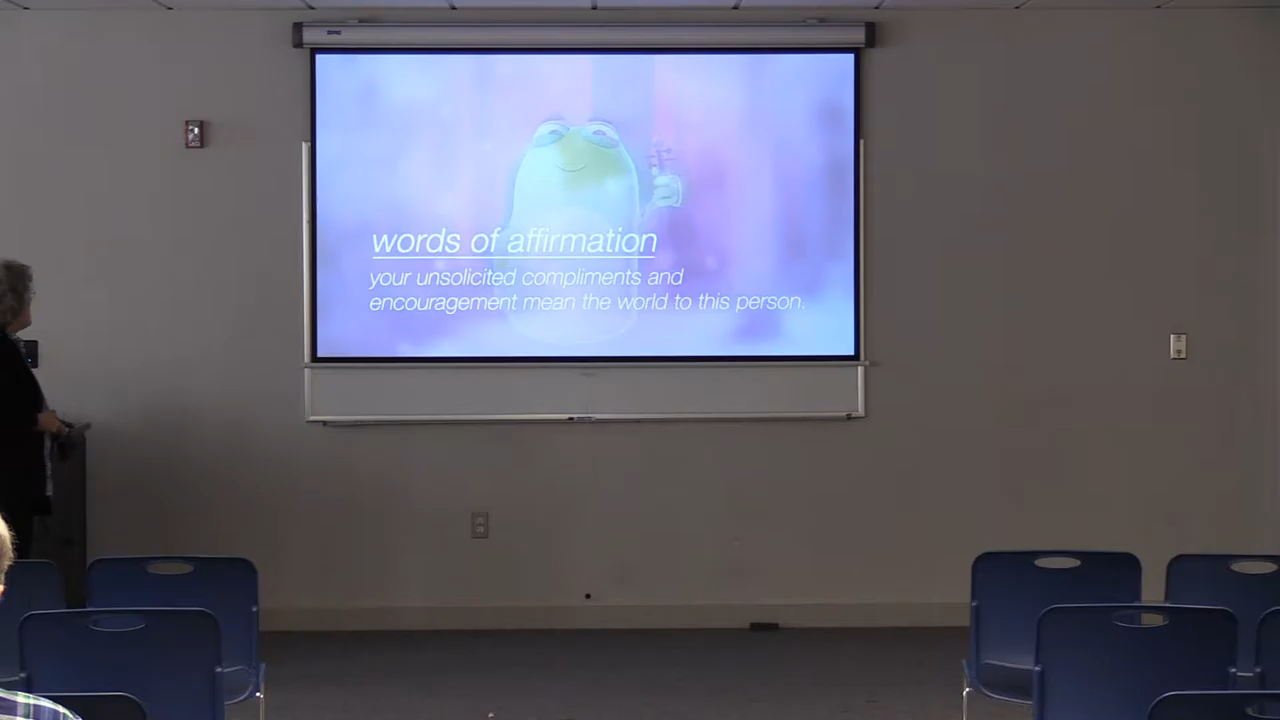 words of affirmation
your unsolicited compliments and
encouragement mean the world to this person.